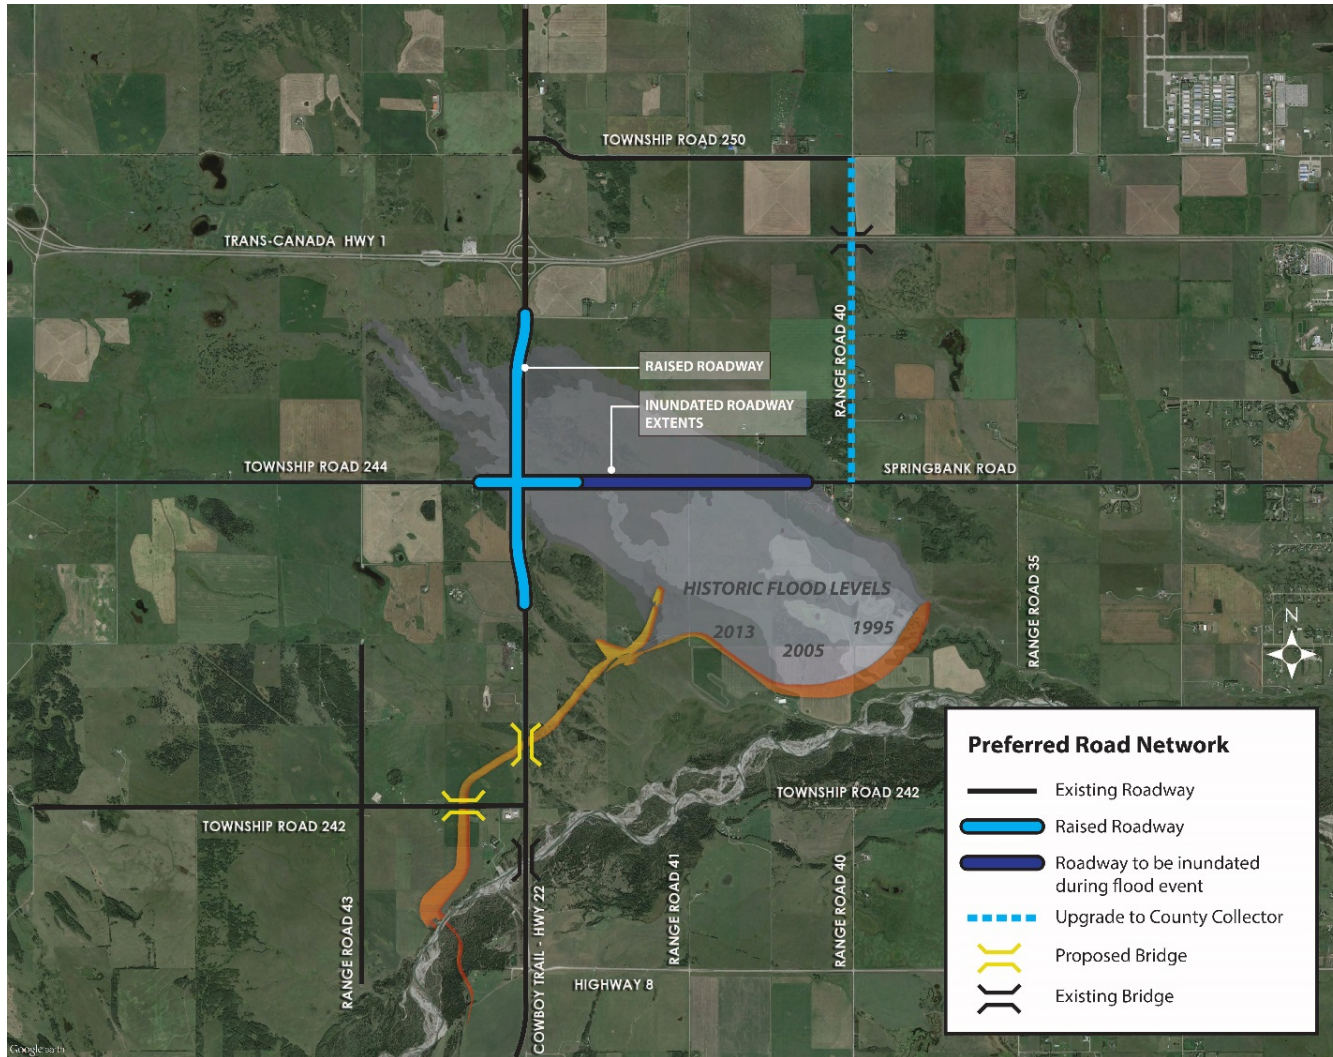 TOWNSHIP ROAD 250
TRANS-CANADA HWY 1
RANGE ROAD 40
RAISED ROADWAY
INUNDATED ROADWAY
EXTENTS
TOWNSHIP ROAD 244
SPRINGBANK ROAD
HISTORIC FLOOD LEVELS
2013
2005
1995
RANGE ROAD 35
N
TOWNSHIP ROAD 242
TOWNSHIP ROAD 242
RANGE ROAD 43
COWBOY TRAIL - HWY 22
RANGE ROAD 41
RANGE ROAD 40
HIGHWAY 8
Preferred Road Network
Existing Roadway
Raised Roadway
Roadway to be inundated
during flood event
Upgrade to County Collector
Proposed Bridge
Existing Bridge
Google earth